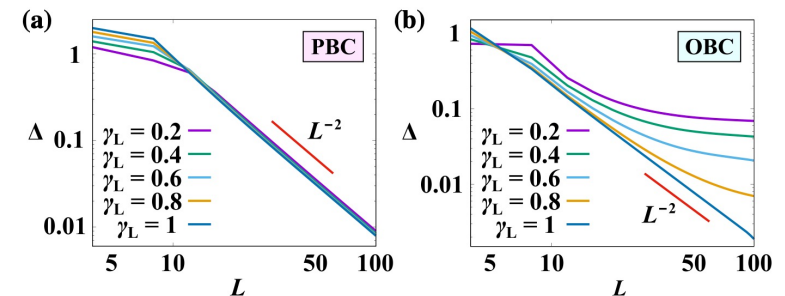 (a)
PBC
1
0.1
0.01
Δ
γL = 0.2
γL = 0.4
γL = 0.6
γL = 0.8
γL = 1
L−2
5
10
50
100
L
(b)
OBC
1
0.1
0.01
Δ
γL = 0.2
γL = 0.4
γL = 0.6
γL = 0.8
γL = 1
L−2
5
10
50
100
L